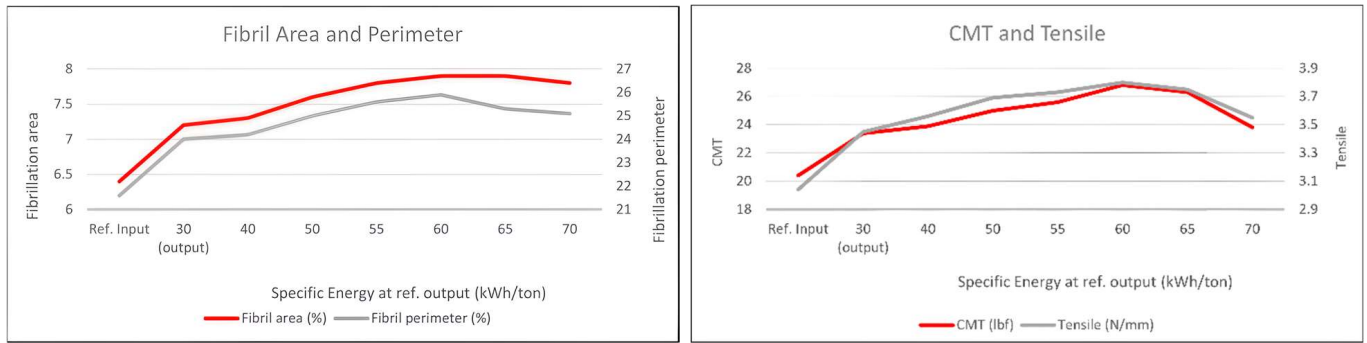 Fibril Area and Perimeter
8
7.5
7
6.5
6
Fibrillation area
27
26
25
24
23
22
21
Fibrillation perimeter
Ref. Input 30 40 50 55 60 65 70
(output)
Specific Energy at ref. output (kWh/ton)
Fibril area (%) Fibril perimeter (%)
CMT and Tensile
28
26
24
22
20
18
CMT
3.9
3.7
3.5
3.3
3.1
2.9
Tensile
Ref. Input 30 40 50 55 60 65 70
(output)
Specific Energy at ref. output (kWh/ton)
CMT (lbf) Tensile (N/mm)